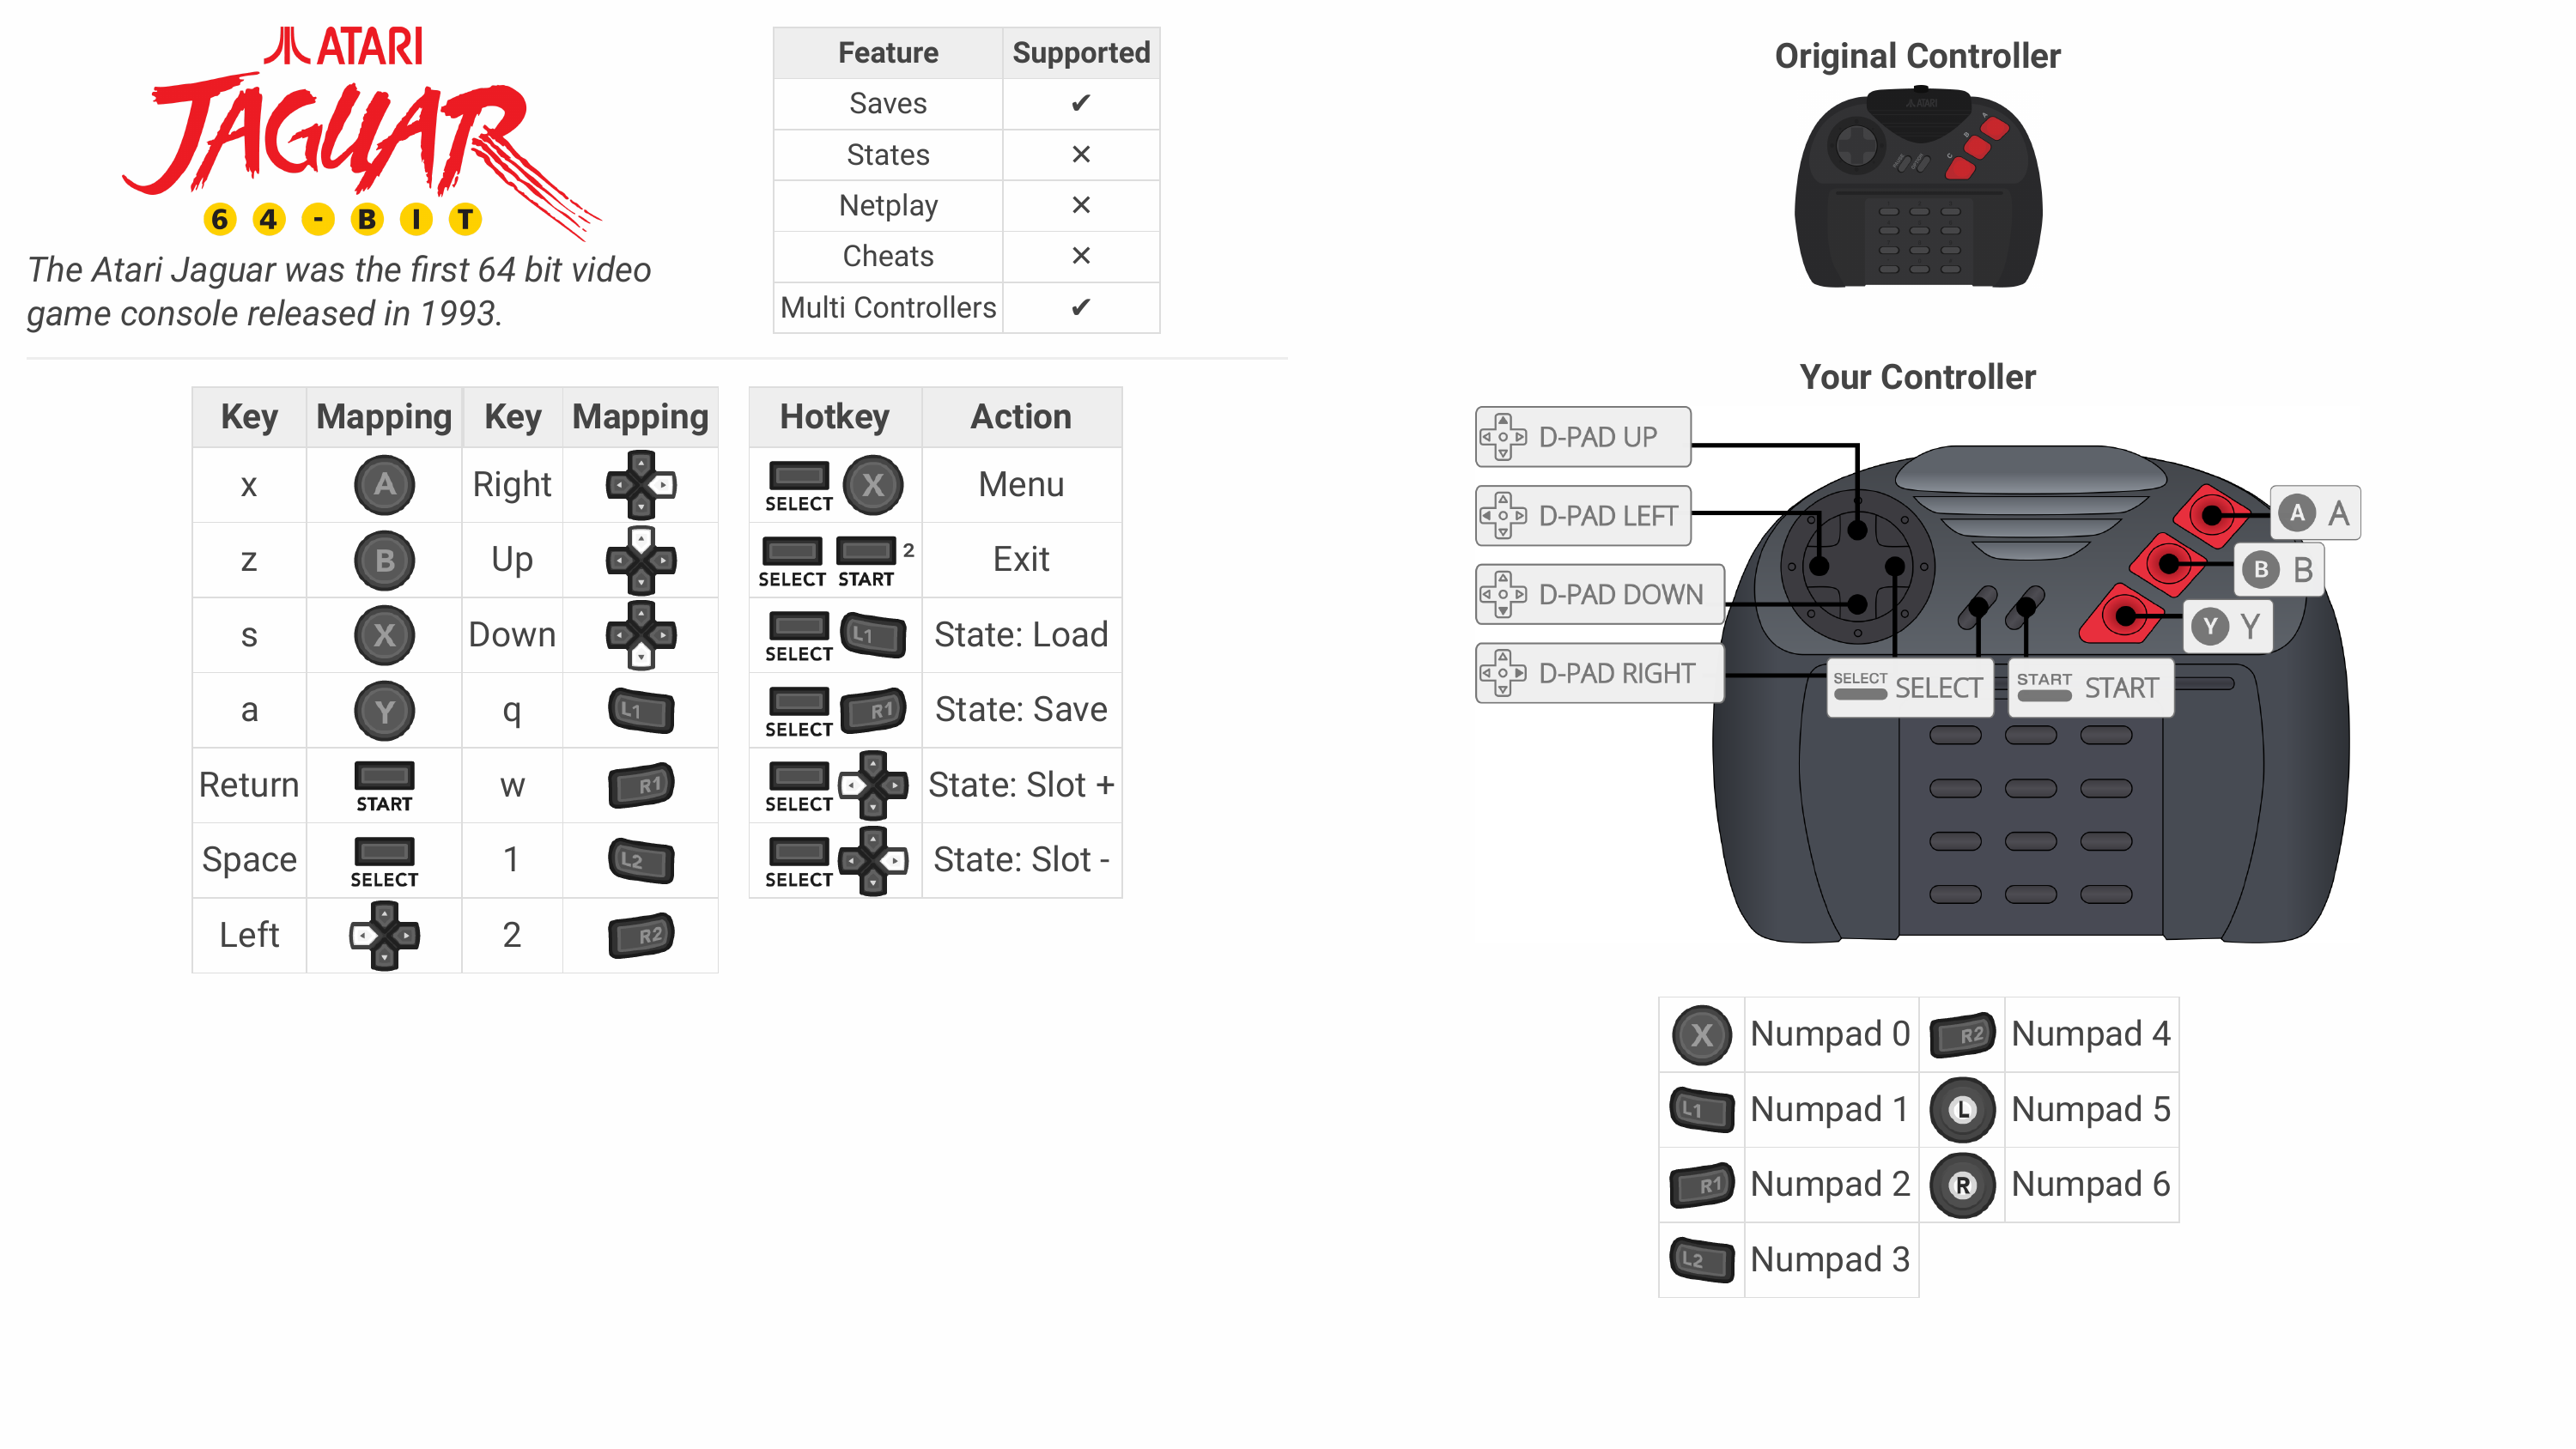 ATARI
JAGUAR
64-BIT
The Atari Jaguar was the first 64 bit video
game console released in 1993.
Feature Supported
Saves ✔
States ✕
Netplay ✕
Cheats ✕
Multi Controllers ✔
Key Mapping Key Mapping
x A Right
z B Up
s X Down
a Y q L1
Return START w R1
Space SELECT 1 L2
Left 2 R2
Hotkey Action
SELECT X Menu
SELECT START 2 Exit
SELECT L1 State: Load
SELECT R1 State: Save
SELECT State: Slot +
SELECT State: Slot -
Original Controller
ATARI
A
B
C
Your Controller
D-PAD UP
D-PAD LEFT
D-PAD DOWN
D-PAD RIGHT
A A
B B
Y Y
SELECT SELECT
START START
X Numpad 0 R2 Numpad 4
L1 Numpad 1 L Numpad 5
R1 Numpad 2 R Numpad 6
L2 Numpad 3